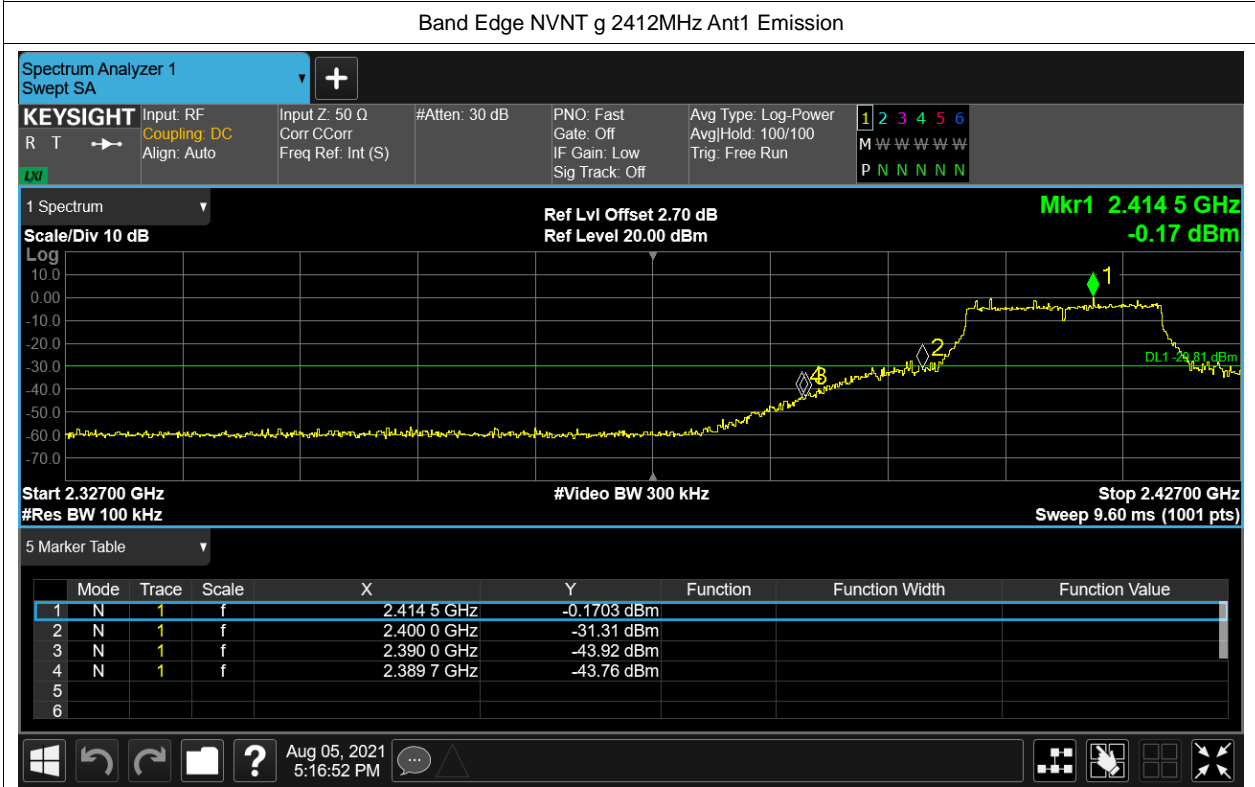 Band Edge NVNT g 2412MHz Ant1 Emission
Spectrum Analyzer 1
Swept SA
KEYSIGHT
R T
LXI
Input: RF
Coupling: DC
Align: Auto
Input Z: 50 Ω
Corr CCorr
Freq Ref: Int (S)
#Atten: 30 dB
PNO: Fast
Gate: Off
IF Gain: Low
Sig Track: Off
Avg Type: Log-Power
Avg|Hold: 100/100
Trig: Free Run
1 2 3 4 5 6
M W W W W W
P N N N N N
1 Spectrum
Scale/Div 10 dB
Ref Lvl Offset 2.70 dB
Ref Level 20.00 dBm
Mkr1 2.414 5 GHz
-0.17 dBm
Log
10.0
0.00
-10.0
-20.0
-30.0
-40.0
-50.0
-60.0
-70.0
1
2
4
3
DL1 -29.81 dBm
Start 2.32700 GHz
#Video BW 300 kHz
Stop 2.42700 GHz
#Res BW 100 kHz
Sweep 9.60 ms (1001 pts)
5 Marker Table
Mode Trace Scale X Y Function Function Width Function Value
1 N 1 f 2.414 5 GHz -0.1703 dBm
2 N 1 f 2.400 0 GHz -31.31 dBm
3 N 1 f 2.390 0 GHz -43.92 dBm
4 N 1 f 2.389 7 GHz -43.76 dBm
5
6
?
Aug 05, 2021
5:16:52 PM